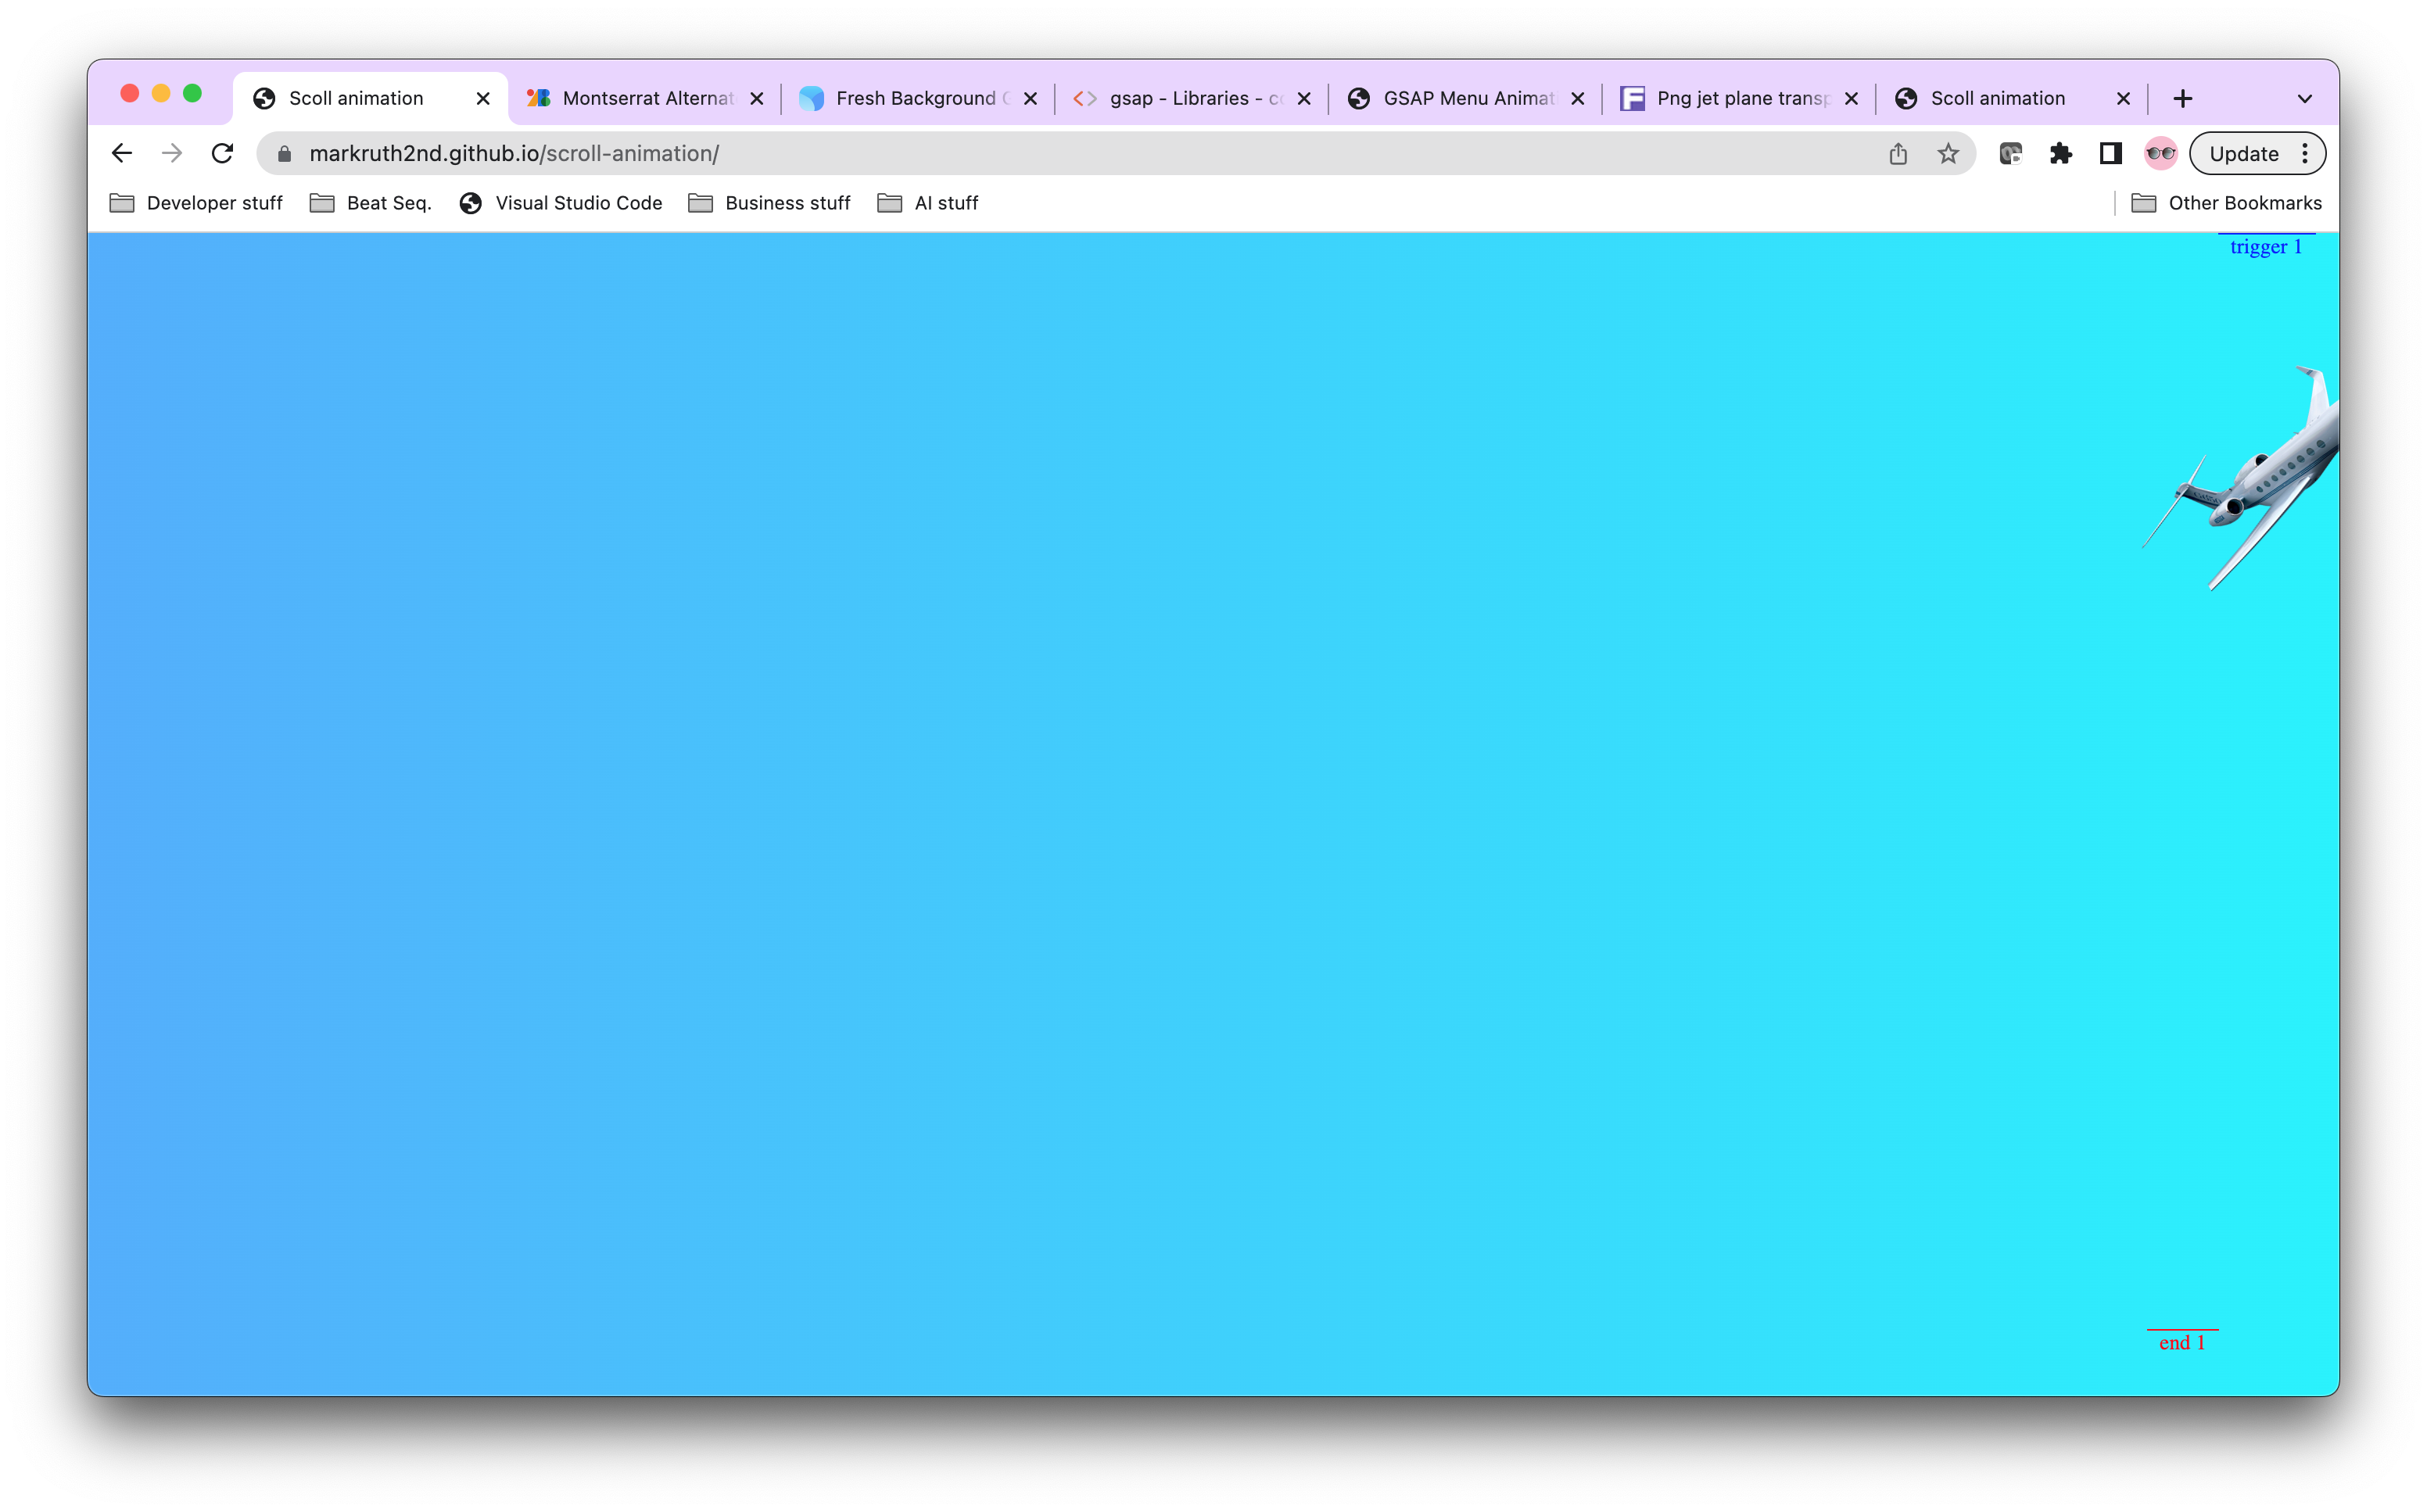 Scoll animation
Montserrat Alternat
Fresh Background
gsap - Libraries - c
GSAP Menu Animat
Png jet plane transp
Scoll animation
markruth2nd.github.io/scroll-animation/
Update
Developer stuff
Beat Seq.
Visual Studio Code
Business stuff
AI stuff
Other Bookmarks
trigger 1
end 1